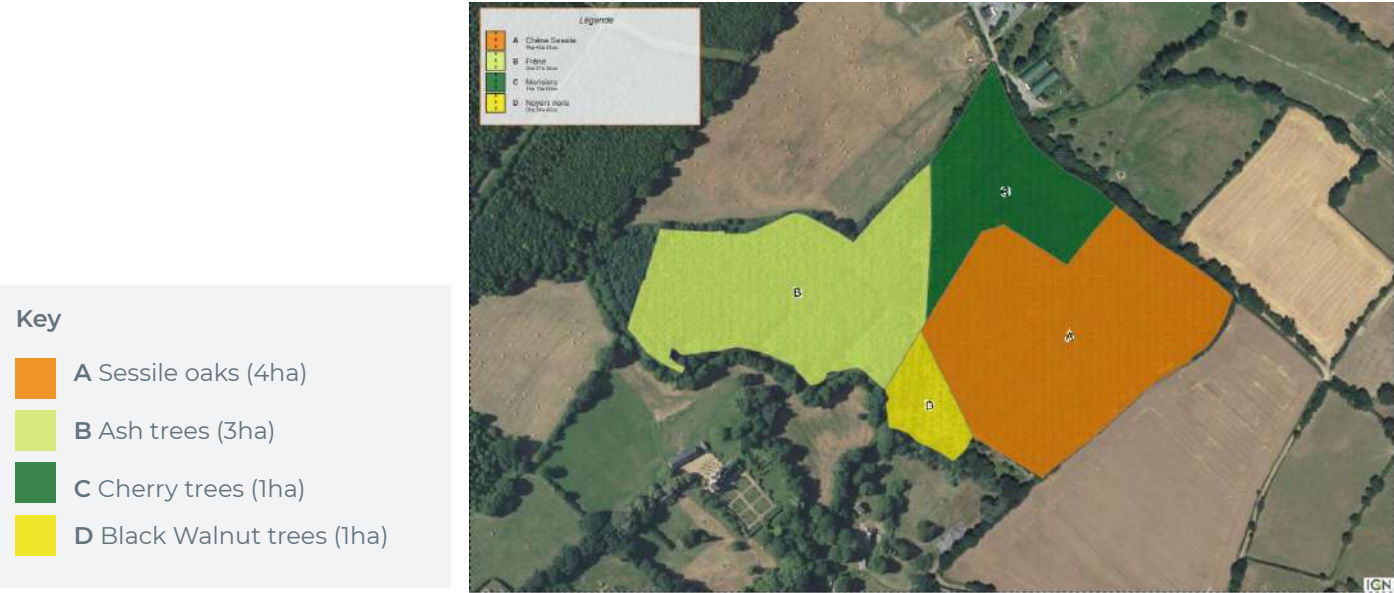 Key
A Sessile oaks (4ha)
B Ash trees (3ha)
C Cherry trees (1ha)
D Black Walnut trees (1ha)
Légende
A Chêne Sessile
B Frêne
C Merisiers
D Noyers noirs
B
A
D
IGN